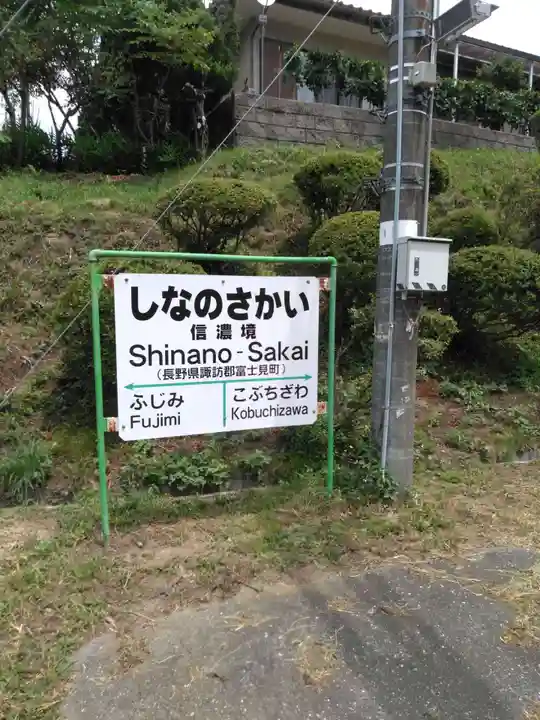 しなのさかい
信濃境
Shinano-Sakai
（長野県諏訪郡富士見町）
ふじみ
Fujimi
こぶちざわ
Kobuchizawa